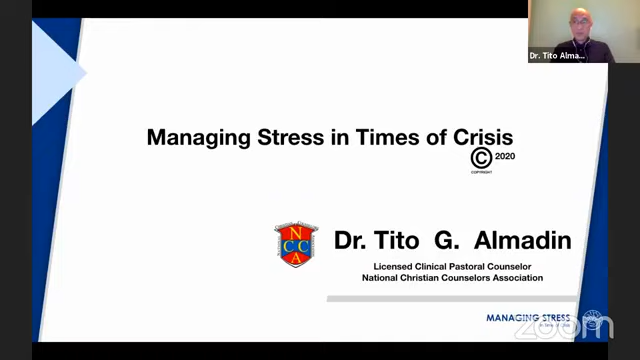 Dr. Tito Alma...
Managing Stress in Times of Crisis
© 2020
COPYRIGHT
N
C C
A
Dr. Tito G. Almadin
Licensed Clinical Pastoral Counselor
National Christian Counselors Association
MANAGING STRESS
zoom